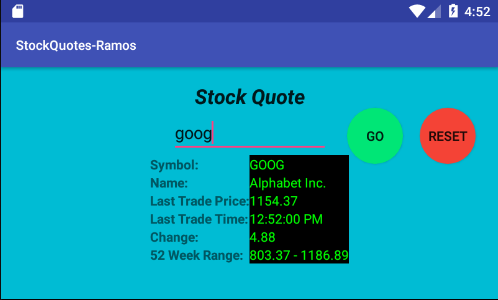 4:52
StockQuotes-Ramos
Stock Quote
goog
GO
RESET
Symbol: GOOG
Name: Alphabet Inc.
Last Trade Price: 1154.37
Last Trade Time: 12:52:00 PM
Change: 4.88
52 Week Range: 803.37 - 1186.89